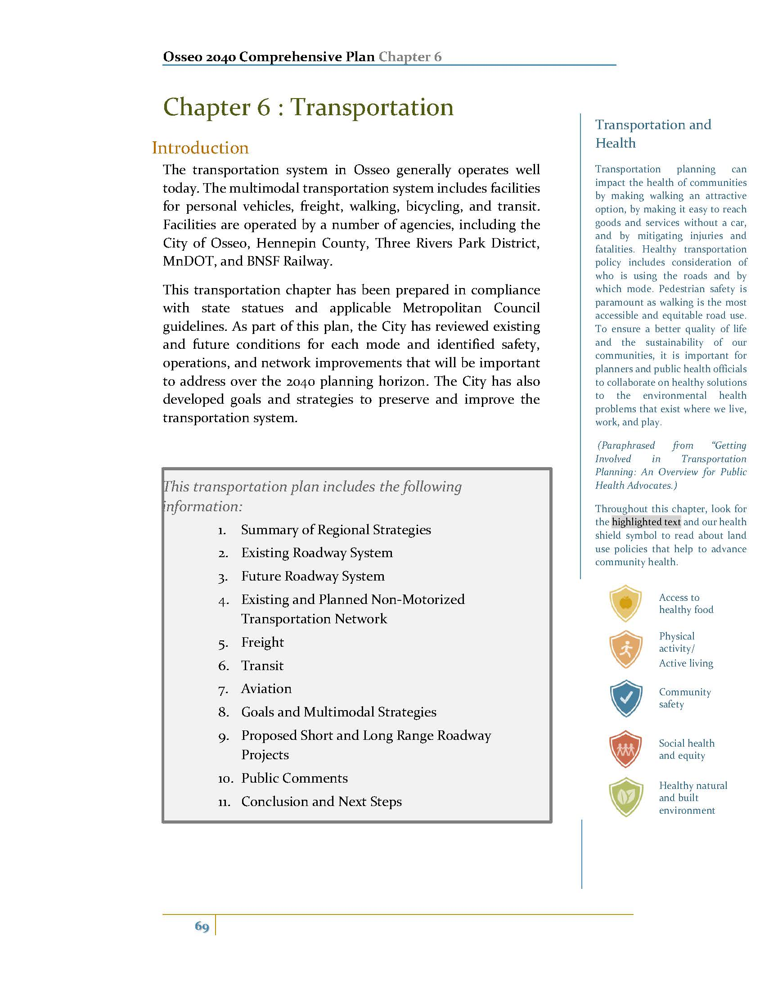 Osseo 2040 Comprehensive Plan Chapter 6
Chapter 6 : Transportation
Introduction
The transportation system in Osseo generally operates well
today. The multimodal transportation system includes facilities
for personal vehicles, freight, walking, bicycling, and transit.
Facilities are operated by a number of agencies, including the
City of Osseo, Hennepin County, Three Rivers Park District,
MnDOT, and BNSF Railway.
This transportation chapter has been prepared in compliance
with state statues and applicable Metropolitan Council
guidelines. As part of this plan, the City has reviewed existing
and future conditions for each mode and identified safety,
operations, and network improvements that will be important
to address over the 2040 planning horizon. The City has also
developed goals and strategies to preserve and improve the
transportation system.
This transportation plan includes the following
information:
1. Summary of Regional Strategies
2. Existing Roadway System
3. Future Roadway System
4. Existing and Planned Non-Motorized
Transportation Network
5. Freight
6. Transit
7. Aviation
8. Goals and Multimodal Strategies
9. Proposed Short and Long Range Roadway
Projects
10. Public Comments
11. Conclusion and Next Steps
Transportation and
Health
Transportation planning can
impact the health of communities
by making walking an attractive
option, by making it easy to reach
goods and services without a car,
and by mitigating injuries and
fatalities. Healthy transportation
policy includes consideration of
who is using the roads and by
which mode. Pedestrian safety is
paramount as walking is the most
accessible and equitable road use.
To ensure a better quality of life
and the sustainability of our
communities, it is important for
planners and public health officials
to collaborate on healthy solutions
to the environmental health
problems that exist where we live,
work, and play.
(Paraphrased from “Getting
Involved in Transportation
Planning: An Overview for Public
Health Advocates.)
Throughout this chapter, look for
the highlighted text and our health
shield symbol to read about land
use policies that help to advance
community health.
Access to
healthy food
Physical
activity/
Active living
Community
safety
Social health
and equity
Healthy natural
and built
environment
69